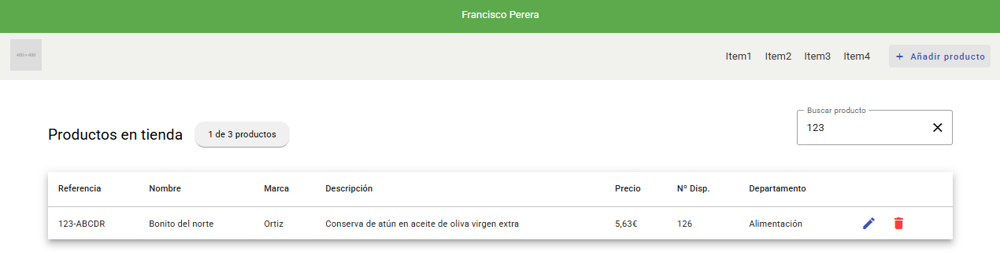 Francisco Perera
400 × 400
Item1 Item2 Item3 Item4 + Añadir producto
Buscar producto
123
Productos en tienda 1 de 3 productos
Referencia Nombre Marca Descripción Precio Nº Disp. Departamento
123-ABCDR Bonito del norte Ortiz Conserva de atún en aceite de oliva virgen extra 5,63€ 126 Alimentación